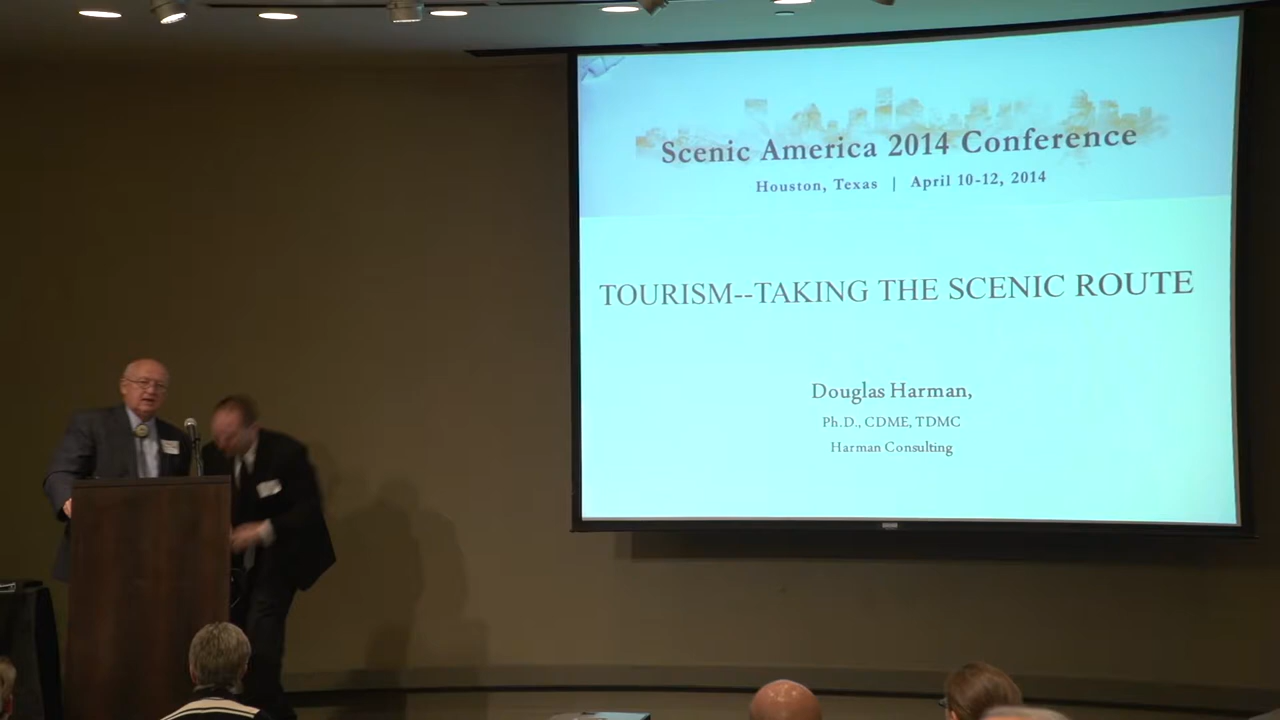 Scenic America 2014 Conference
Houston, Texas | April 10-12, 2014
TOURISM--TAKING THE SCENIC ROUTE
Douglas Harman,
Ph.D., CDME, TDMC
Harman Consulting